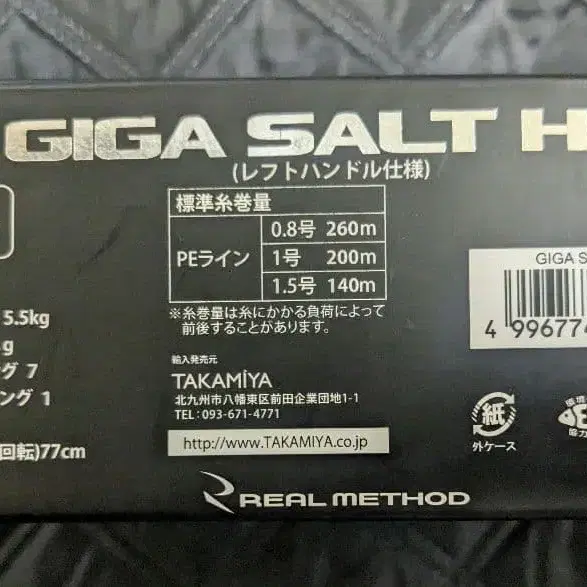 GIGA SALT H
(レフトハンドル仕様)
標準糸巻量
PEライン
0.8号 260m
1号 200m
1.5号 140m
※糸巻量は糸にかかる負荷によって
前後することがあります。
5.5kg
g
グ 7
ング 1
回転)77cm
輸入発売元
TAKAMIYA
北九州市八幡東区前田企業団地1-1
TEL:093-671-4771
http://www.TAKAMIYA.co.jp
REAL METHOD
GIGA S
4 99677
紙
外ケース
環境
協力